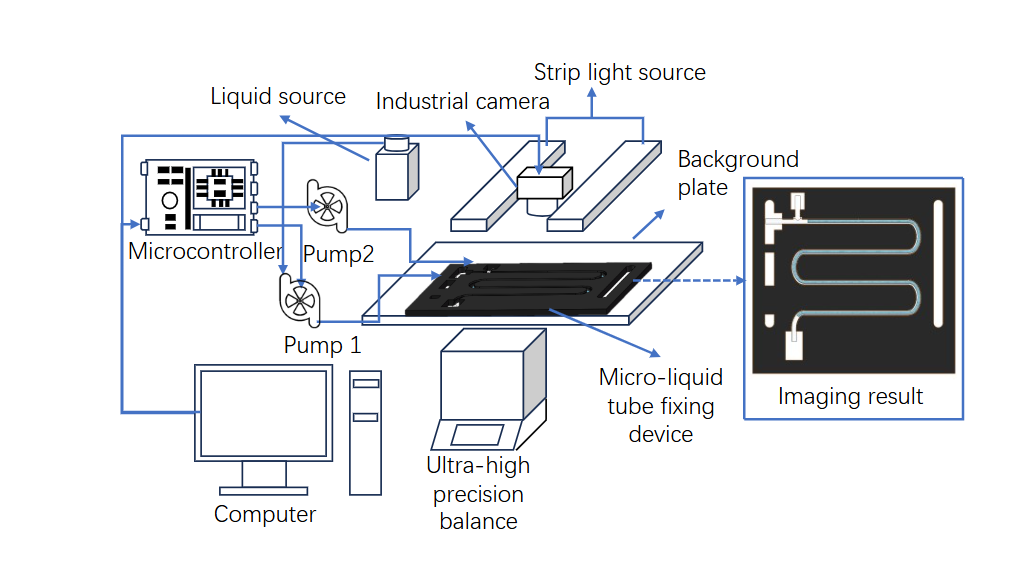 Strip light source
Liquid source
Industrial camera
Background
plate
Microcontroller
Pump2
Pump 1
Micro-liquid
tube fixing
device
Imaging result
Ultra-high
precision
balance
Computer